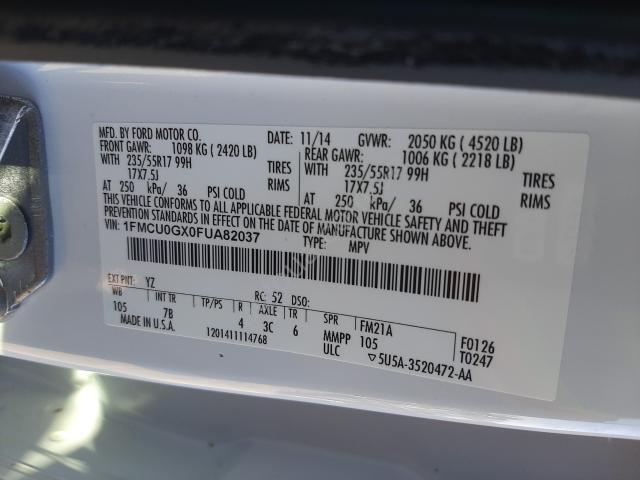 MFD. BY FORD MOTOR CO.
DATE: 11/14 GVWR: 2050 KG ( 4520 LB)
FRONT GAWR: 1098 KG ( 2420 LB)
REAR GAWR: 1006 KG ( 2218 LB)
WITH 235/55R17 99H TIRES
WITH 235/55R17 99H TIRES
17X7.5J RIMS
17X7.5J RIMS
AT 250 kPa/ 36 PSI COLD
AT 250 kPa/ 36 PSI COLD
THIS VEHICLE CONFORMS TO ALL APPLICABLE FEDERAL MOTOR VEHICLE SAFETY AND THEFT
PREVENTION STANDARDS IN EFFECT ON THE DATE OF MANUFACTURE SHOWN ABOVE.
VIN: 1FMCU0GX0FUA82037 TYPE: MPV
EXT PNT: YZ RC: 52 DSO:
WB INT TR TP/PS R AXLE TR SPR FM21A F0126
105 7B 4 3C 6 MMPP 105 T0247
MADE IN U.S.A. 1201411114768 ULC ▽5U5A-3520472-AA